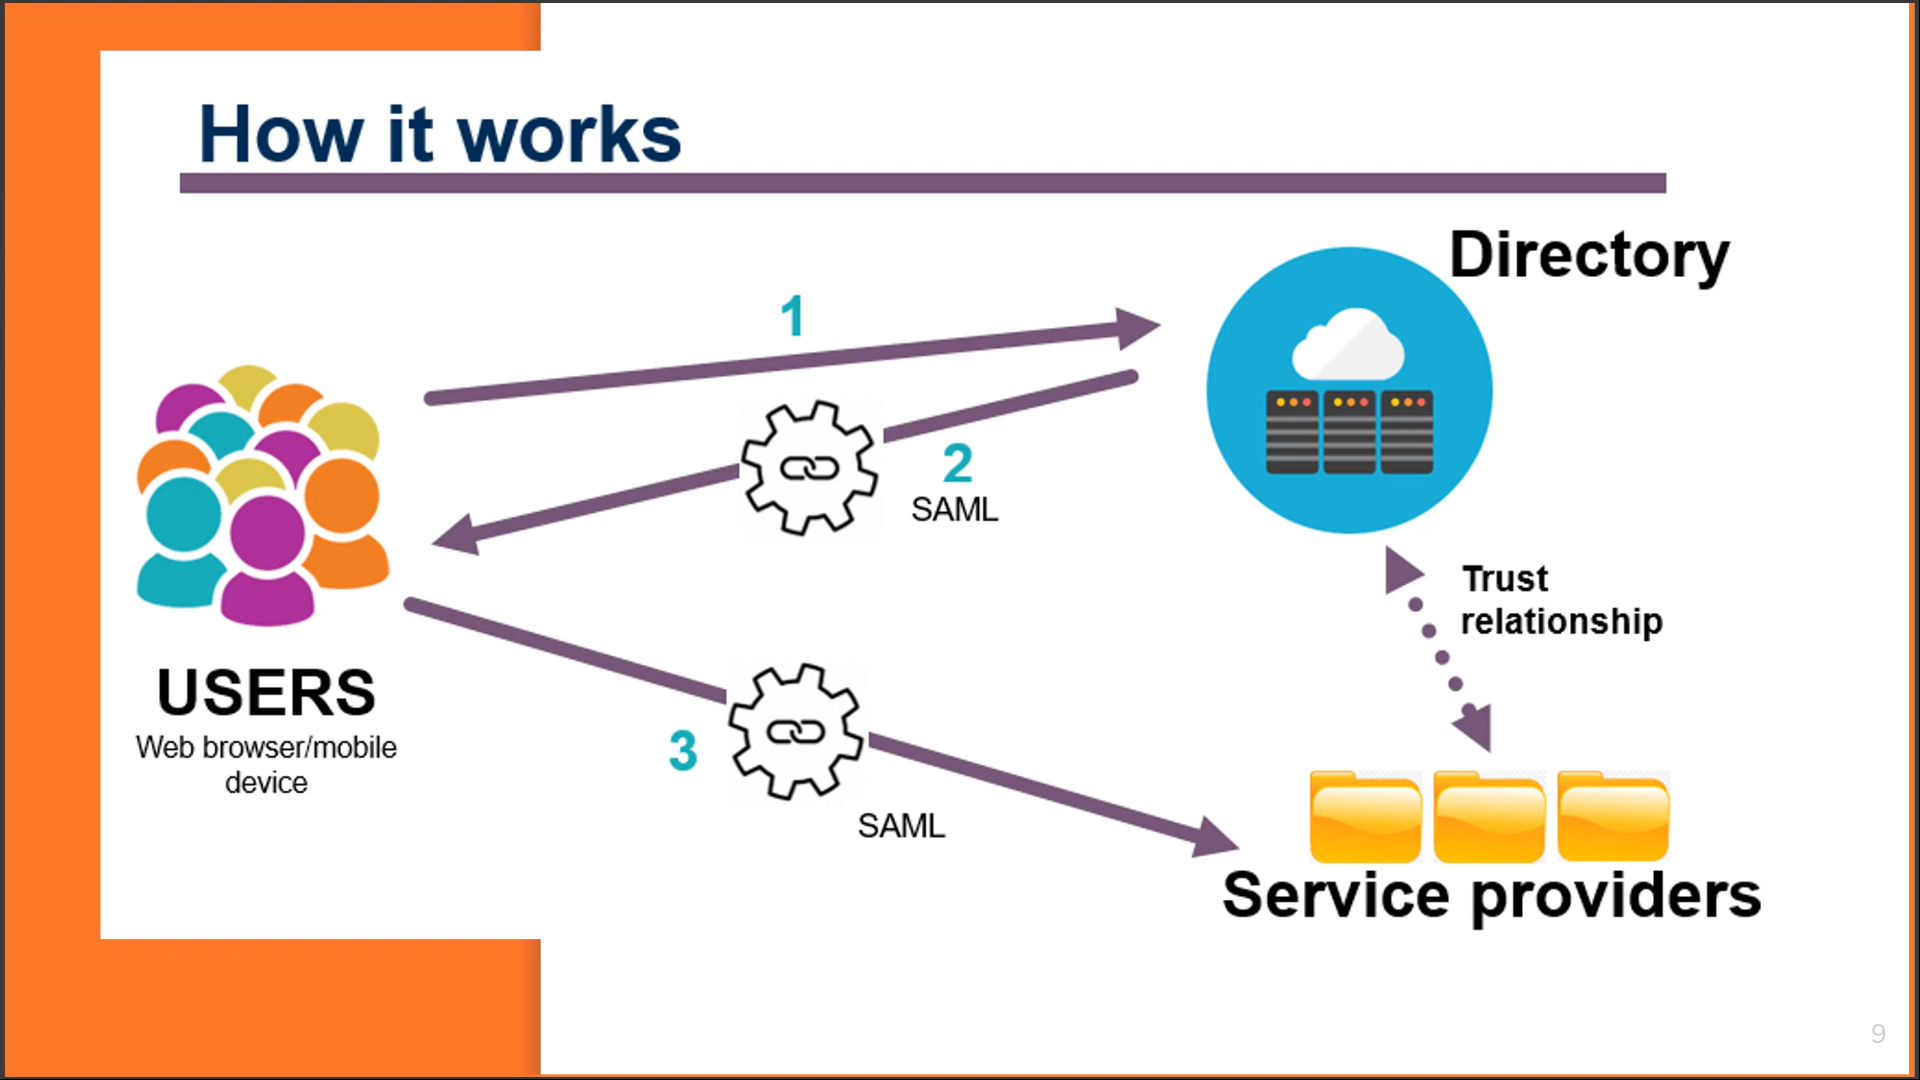 How it works
Directory
1
2
SAML
Trust
relationship
USERS
Web browser/mobile
device
3
SAML
Service providers
9